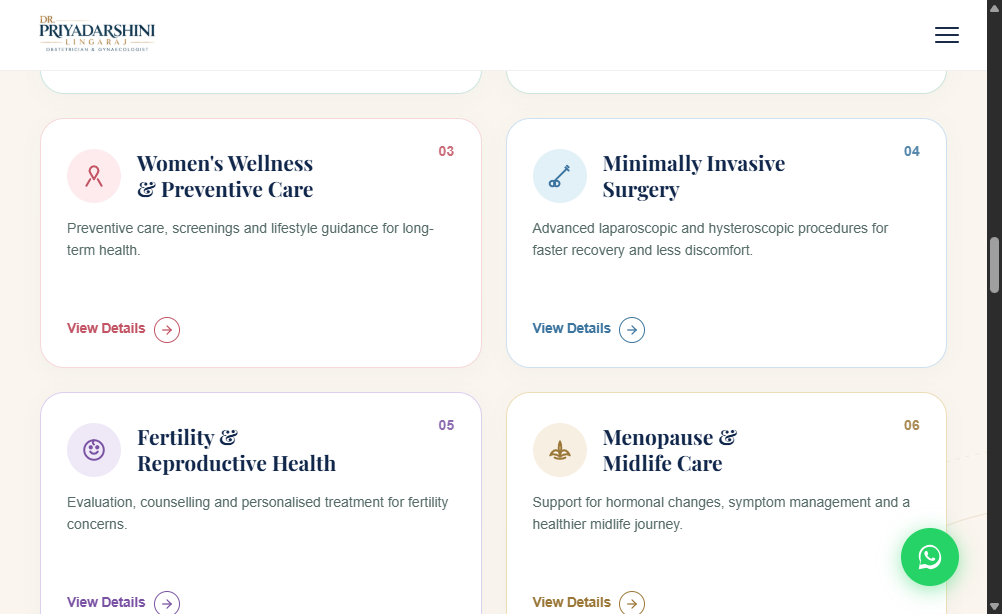 DR.
PRIYADARSHINI
LINGARAJ
OBSTETRICIAN & GYNAECOLOGIST
03
Women's Wellness
& Preventive Care
Preventive care, screenings and lifestyle guidance for long-
term health.
View Details
04
Minimally Invasive
Surgery
Advanced laparoscopic and hysteroscopic procedures for
faster recovery and less discomfort.
View Details
05
Fertility &
Reproductive Health
Evaluation, counselling and personalised treatment for fertility
concerns.
View Details
06
Menopause &
Midlife Care
Support for hormonal changes, symptom management and a
healthier midlife journey.
View Details